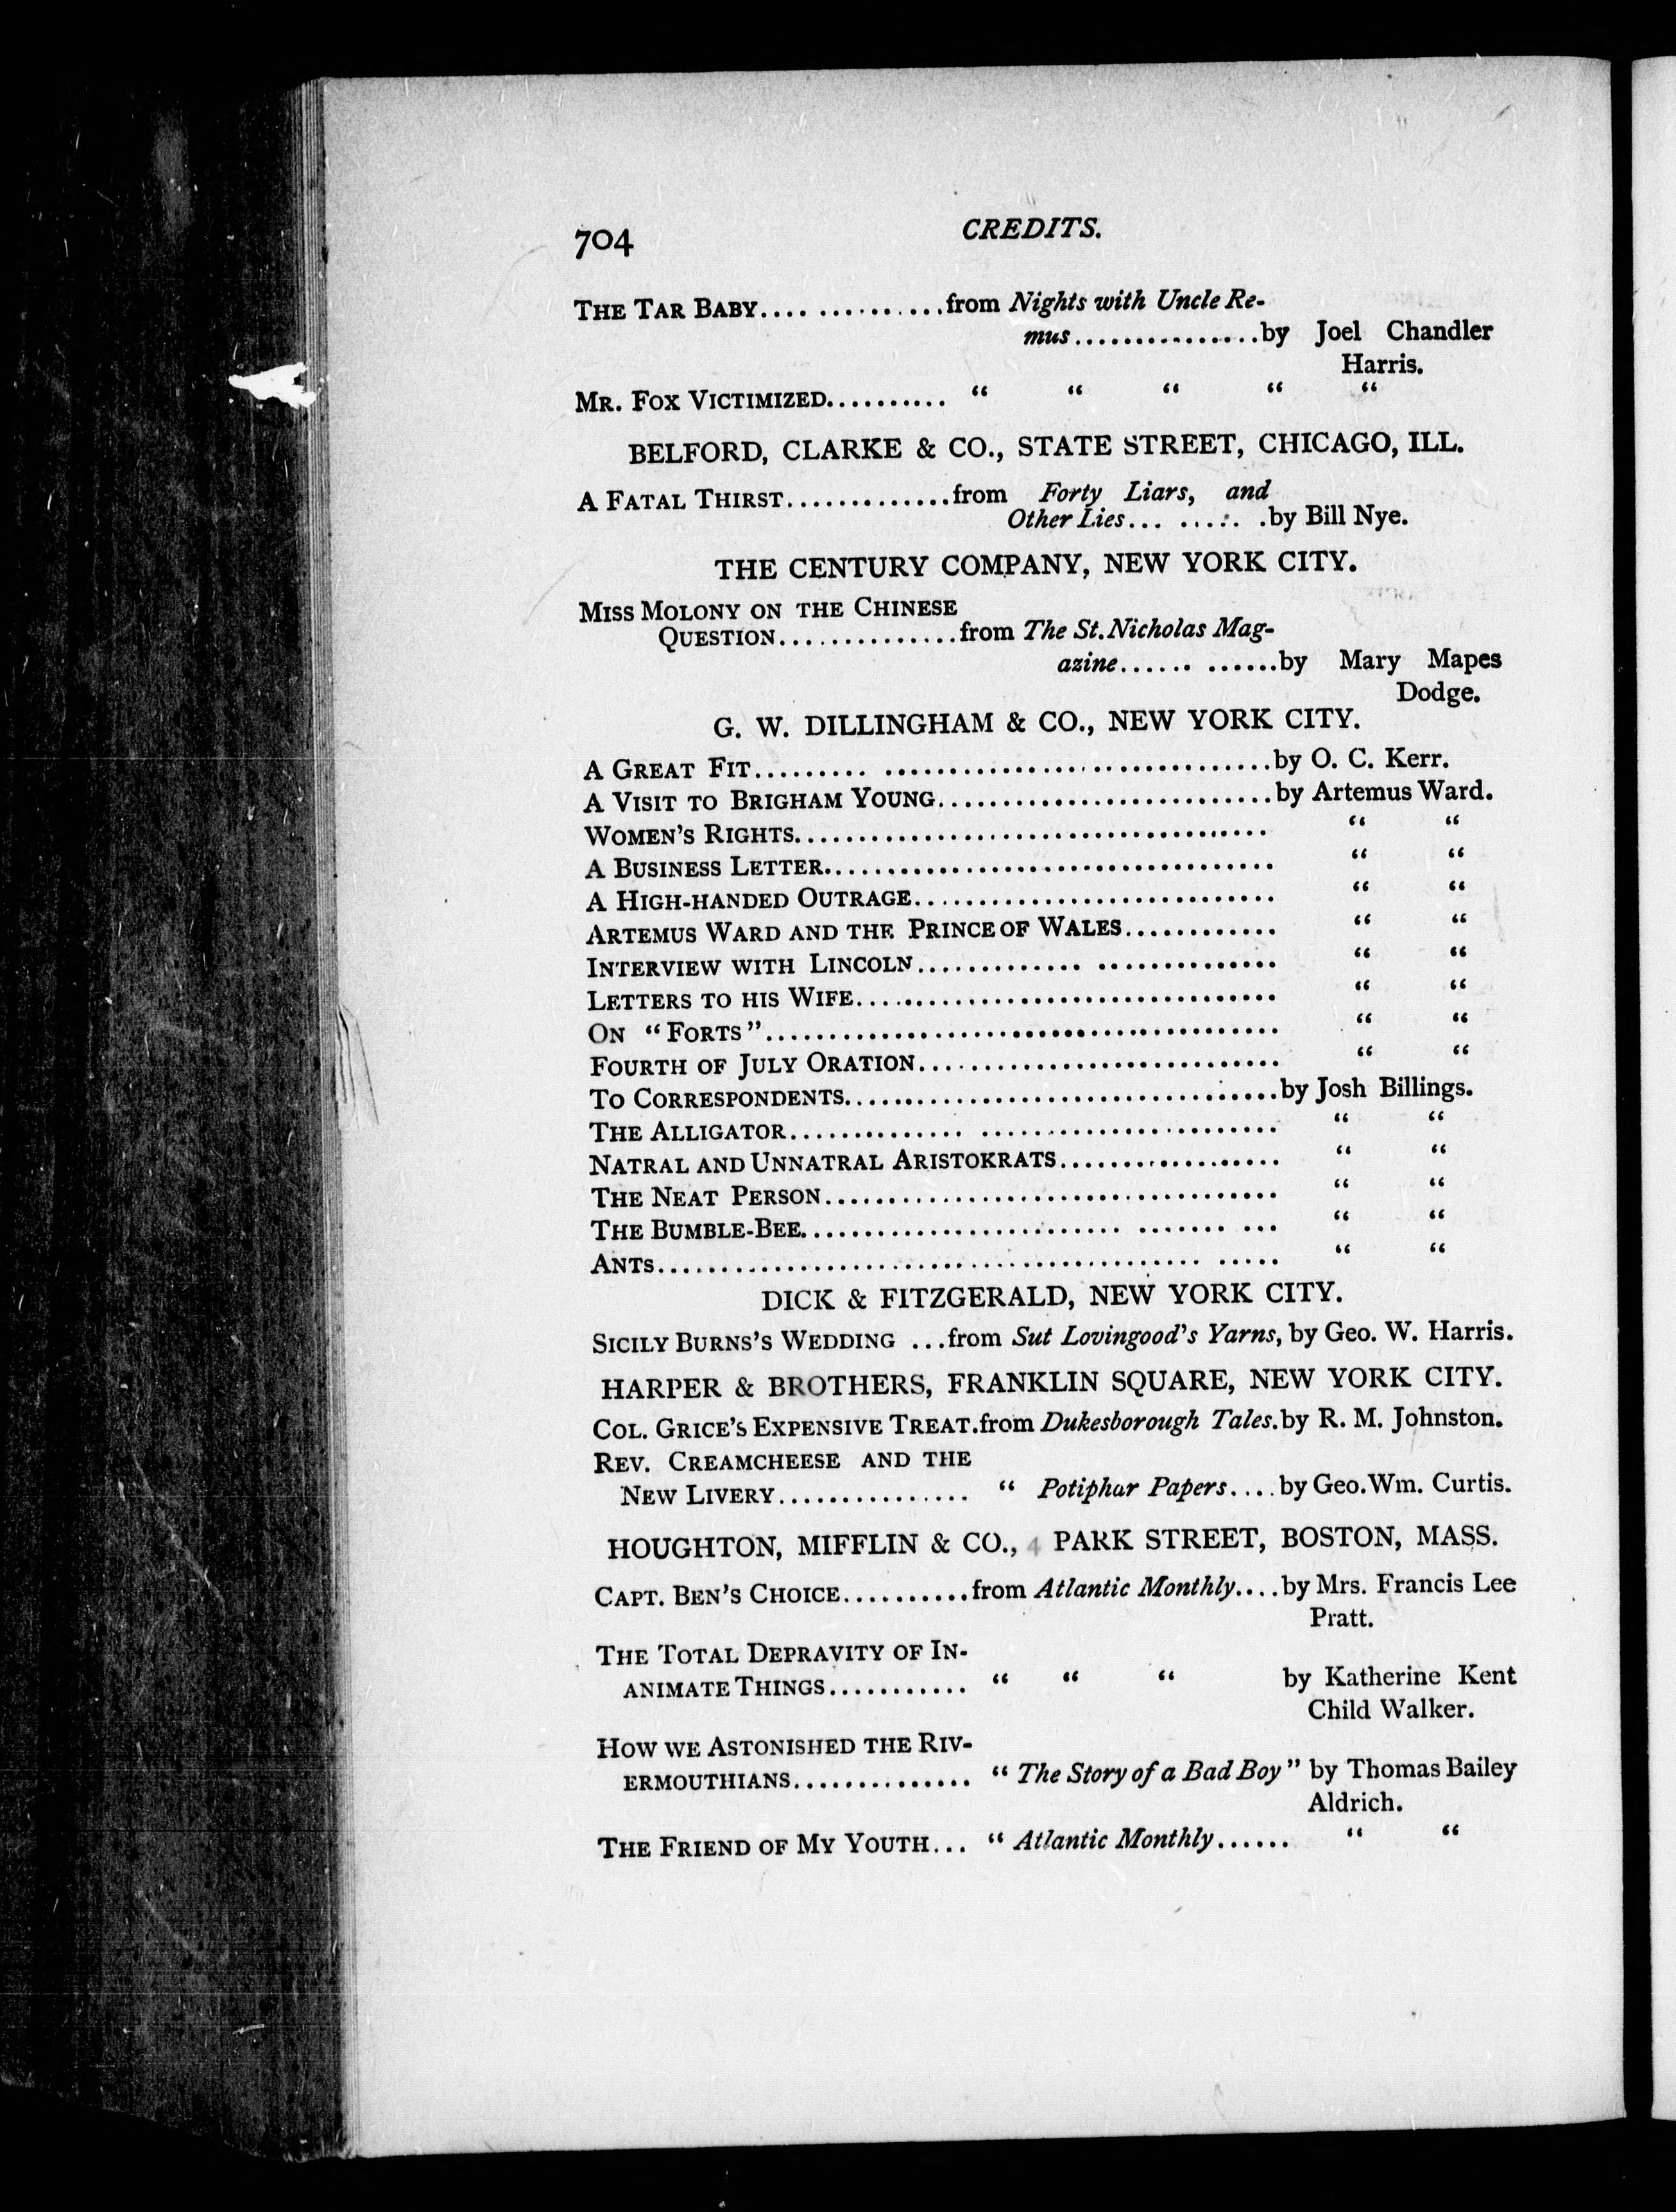 704 CREDITS.
THE TAR BABY.... ...........from Nights with Uncle Re-
mus................by Joel Chandler
Harris.
MR. FOX VICTIMIZED.......... “ “ “ “ “
BELFORD, CLARKE & CO., STATE STREET, CHICAGO, ILL.
A FATAL THIRST..............from Forty Liars, and
Other Lies... ...... .by Bill Nye.
THE CENTURY COMPANY, NEW YORK CITY.
MISS MOLONY ON THE CHINESE
QUESTION...............from The St. Nicholas Mag-
azine...... ......by Mary Mapes
Dodge.
G. W. DILLINGHAM & CO., NEW YORK CITY.
A GREAT FIT......... ................................by O. C. Kerr.
A VISIT TO BRIGHAM YOUNG...........................by Artemus Ward.
WOMEN'S RIGHTS...................................... “ “
A BUSINESS LETTER.................................... “ “
A HIGH-HANDED OUTRAGE............................. “ “
ARTEMUS WARD AND THE PRINCE OF WALES............ “ “
INTERVIEW WITH LINCOLN............. .............. “ “
LETTERS TO HIS WIFE.................................. “ “
ON “FORTS”......................................... “ “
FOURTH OF JULY ORATION............................. “ “
TO CORRESPONDENTS...................................by Josh Billings.
THE ALLIGATOR.............. ........................ “ “
NATRAL AND UNNATRAL ARISTOKRATS.................. “ “
THE NEAT PERSON..................................... “ “
THE BUMBLE-BEE.......................... ....... ... “ “
ANTS............................................ ..... “ “
DICK & FITZGERALD, NEW YORK CITY.
SICILY BURNS'S WEDDING ...from Sut Lovingood's Yarns, by Geo. W. Harris.
HARPER & BROTHERS, FRANKLIN SQUARE, NEW YORK CITY.
COL. GRICE'S EXPENSIVE TREAT.from Dukesborough Tales.by R. M. Johnston.
REV. CREAMCHEESE AND THE
NEW LIVERY............... “ Potiphar Papers....by Geo. Wm. Curtis.
HOUGHTON, MIFFLIN & CO., 4 PARK STREET, BOSTON, MASS.
CAPT. BEN'S CHOICE..........from Atlantic Monthly....by Mrs. Francis Lee
Pratt.
THE TOTAL DEPRAVITY OF IN-
ANIMATE THINGS........... “ “ “ by Katherine Kent
Child Walker.
HOW WE ASTONISHED THE RIV-
ERMOUTHIANS.............. “ The Story of a Bad Boy” by Thomas Bailey
Aldrich.
THE FRIEND OF MY YOUTH... “ Atlantic Monthly...... “ “